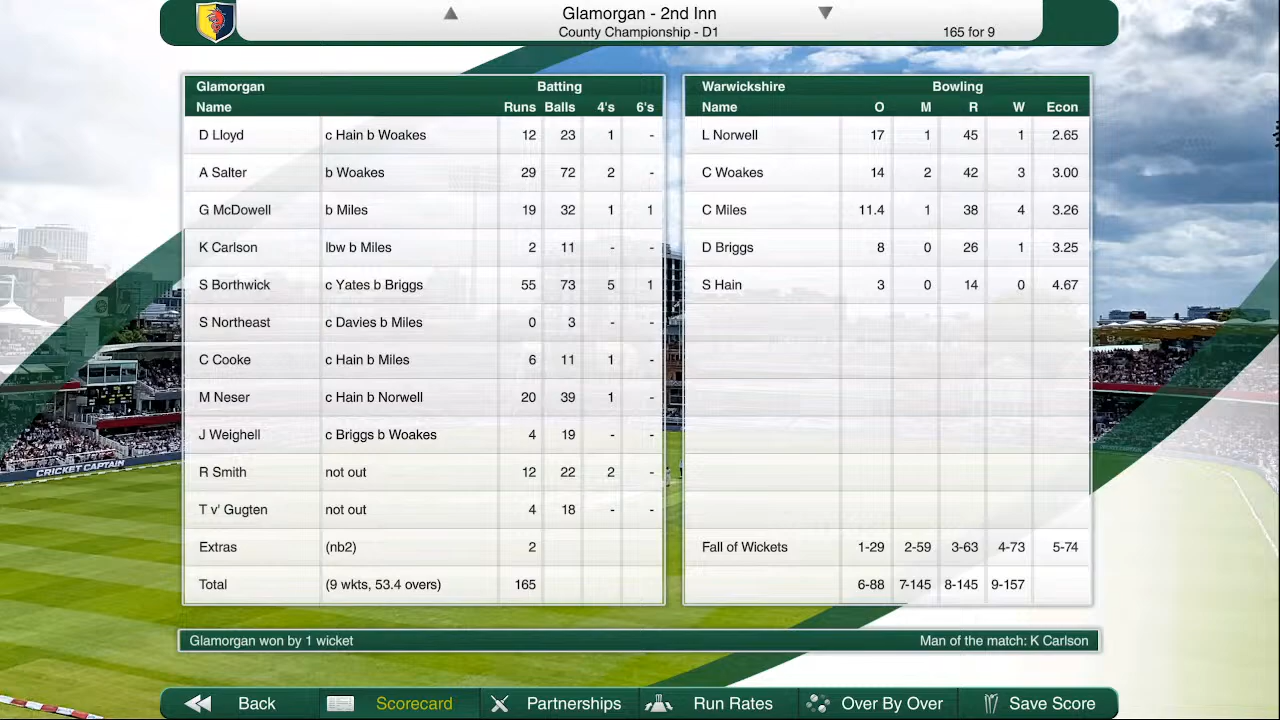 Glamorgan - 2nd Inn
County Championship - D1
165 for 9
Glamorgan Batting
Name Runs Balls 4's 6's
D Lloyd c Hain b Woakes 12 23 1 -
A Salter b Woakes 29 72 2 -
G McDowell b Miles 19 32 1 1
K Carlson lbw b Miles 2 11 - -
S Borthwick c Yates b Briggs 55 73 5 1
S Northeast c Davies b Miles 0 3 - -
C Cooke c Hain b Miles 6 11 1 -
M Neser c Hain b Norwell 20 39 1 -
J Weighell c Briggs b Woakes 4 19 - -
R Smith not out 12 22 2 -
T v' Gugten not out 4 18 - -
Extras (nb2) 2
Total (9 wkts, 53.4 overs) 165
Warwickshire Bowling
Name O M R W Econ
L Norwell 17 1 45 1 2.65
C Woakes 14 2 42 3 3.00
C Miles 11.4 1 38 4 3.26
D Briggs 8 0 26 1 3.25
S Hain 3 0 14 0 4.67
Fall of Wickets 1-29 2-59 3-63 4-73 5-74
6-88 7-145 8-145 9-157
CRICKET CAPTAIN
Glamorgan won by 1 wicket
Man of the match: K Carlson
Back Scorecard Partnerships Run Rates Over By Over Save Score